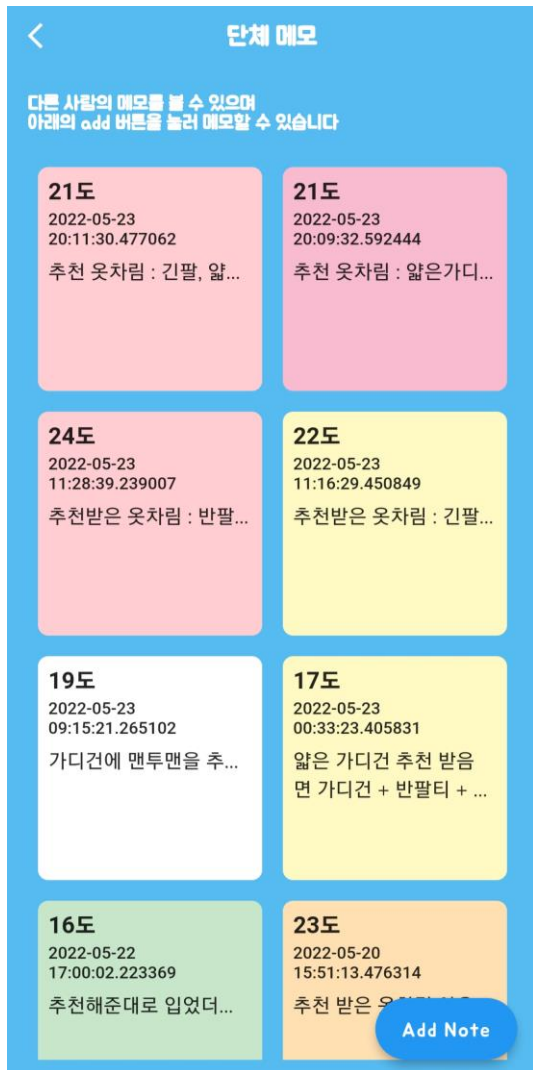 단체 메모
다른 사람의 메모를 볼 수 있으며
아래의 add 버튼을 눌러 메모할 수 있습니다
21도
2022-05-23
20:11:30.477062
추천 옷차림 : 긴팔, 얇...
21도
2022-05-23
20:09:32.592444
추천 옷차림 : 얇은가디...
24도
2022-05-23
11:28:39.239007
추천받은 옷차림 : 반팔...
22도
2022-05-23
11:16:29.450849
추천받은 옷차림 : 긴팔...
19도
2022-05-23
09:15:21.265102
가디건에 맨투맨을 추...
17도
2022-05-23
00:33:23.405831
얇은 가디건 추천 받음
면 가디건 + 반팔티 + ...
16도
2022-05-22
17:00:02.223369
추천해준대로 입었더...
23도
2022-05-20
15:51:13.476314
추천 받은
Add Note